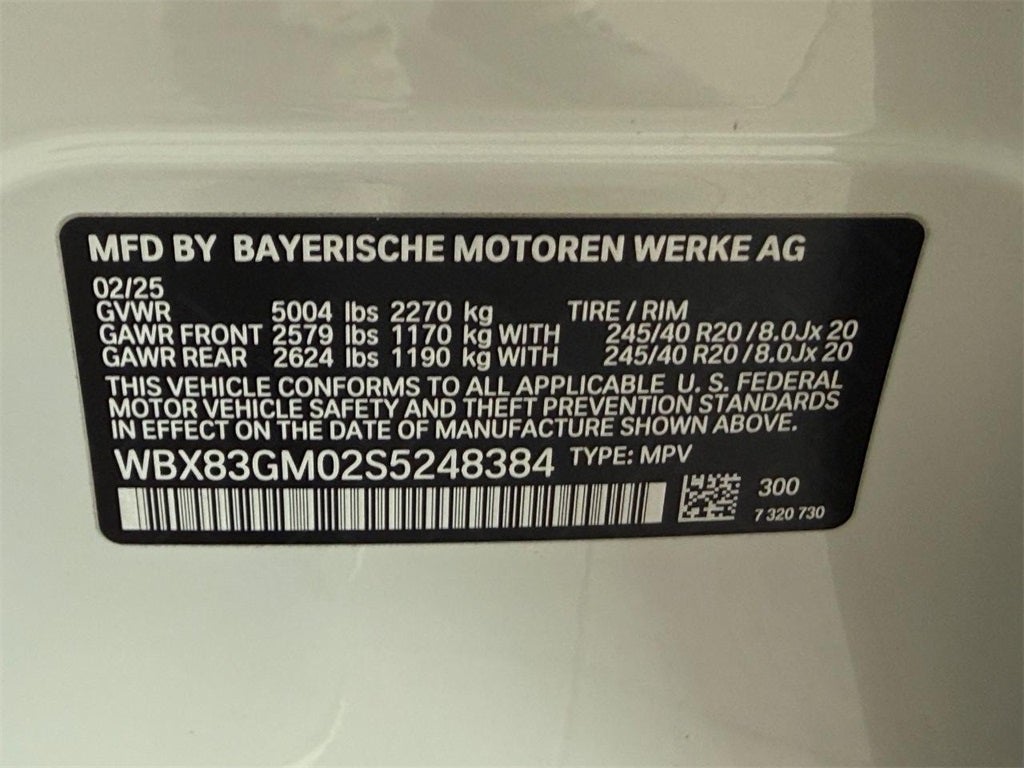 MFD BY BAYERISCHE MOTOREN WERKE AG
02/25
GVWR 5004 lbs 2270 kg TIRE / RIM
GAWR FRONT 2579 lbs 1170 kg WITH 245/40 R20 /8.0Jx 20
GAWR REAR 2624 lbs 1190 kg WITH 245/40 R20 /8.0Jx 20
THIS VEHICLE CONFORMS TO ALL APPLICABLE U. S. FEDERAL
MOTOR VEHICLE SAFETY AND THEFT PREVENTION STANDARDS
IN EFFECT ON THE DATE OF MANUFACTURE SHOWN ABOVE.
WBX83GM02S5248384 TYPE: MPV
300
7 320 730